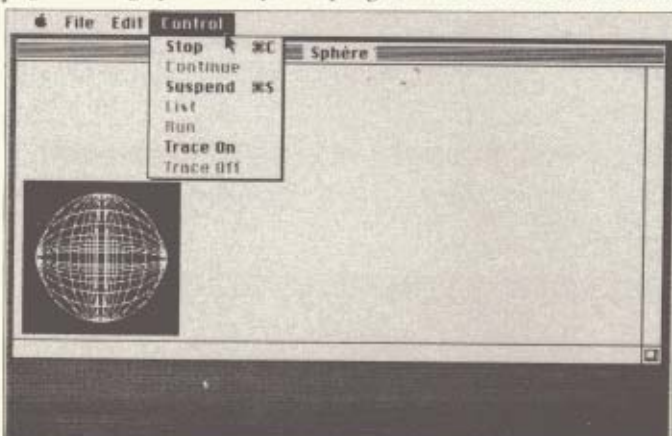 File Edit Control
Sphère
Stop ⌘C
Continue
Suspend ⌘S
List
Run
Trace On
Trace Off